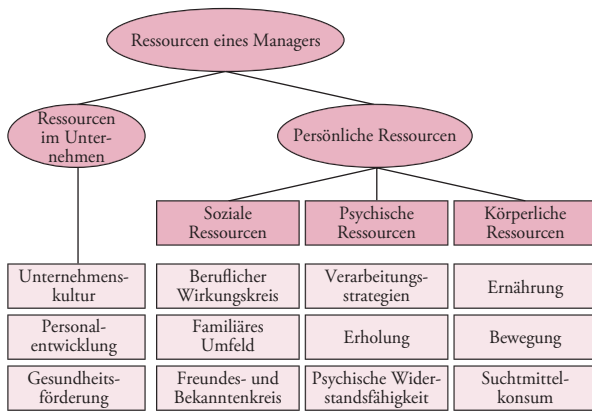 Ressourcen eines Managers
Ressourcen
im Unter-
nehmen
Persönliche Ressourcen
Soziale
Ressourcen
Psychische
Ressourcen
Körperliche
Ressourcen
Unternehmens-
kultur
Beruflicher
Wirkungskreis
Verarbeitungs-
strategien
Ernährung
Personal-
entwicklung
Familiäres
Umfeld
Erholung
Bewegung
Gesundheits-
förderung
Freundes- und
Bekanntenkreis
Psychische Wider-
standsfähigkeit
Suchtmittel-
konsum